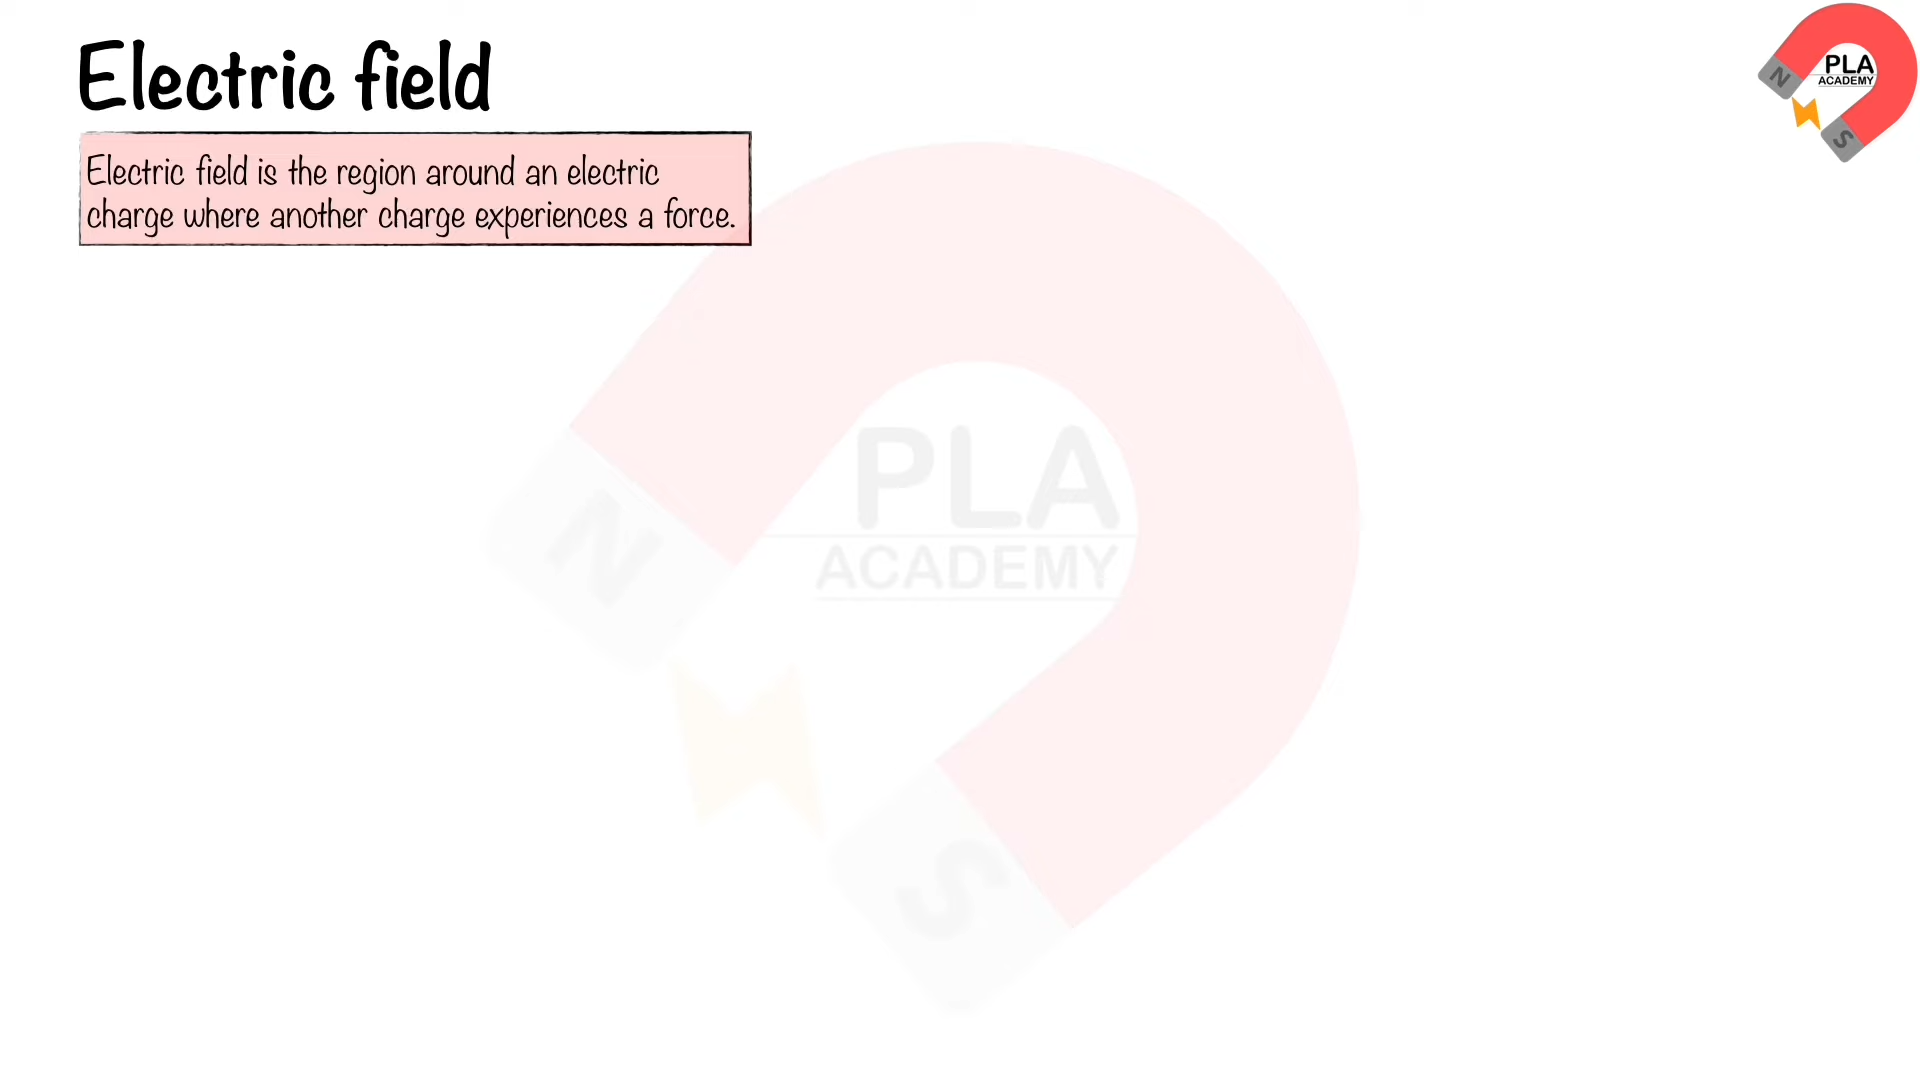 Electric field
Electric field is the region around an electric
charge where another charge experiences a force.
N
PLA
ACADEMY
S
PLA
ACADEMY
N
S